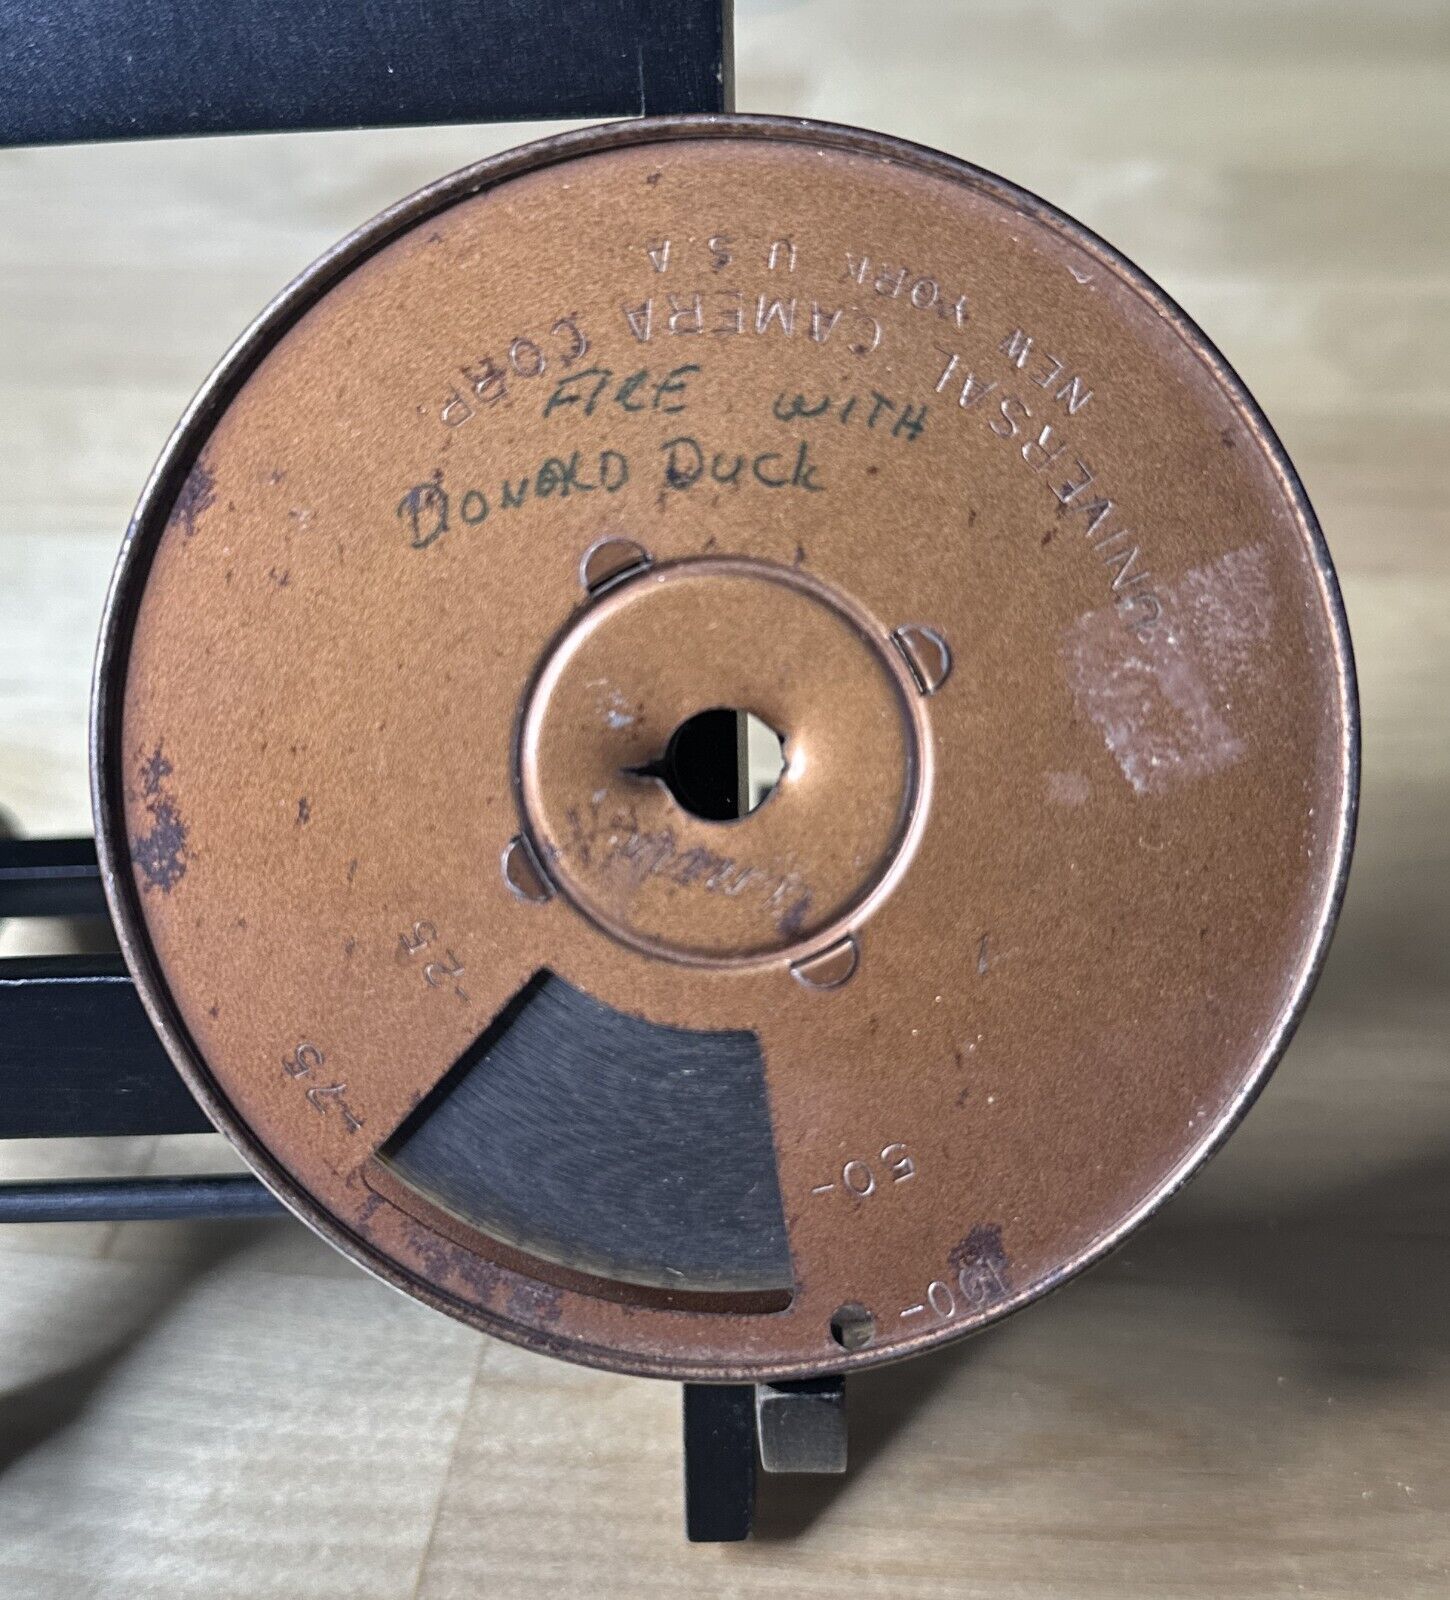 FIRE WITH
DONALD DUCK
UNIVERSAL CAMERA CORP.
NEW YORK U.S.A
-25
-75
50-
100-